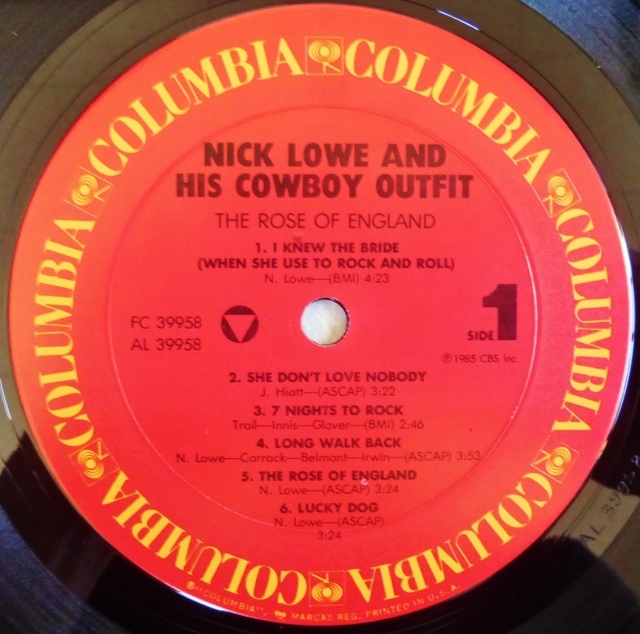 COLUMBIA COLUMBIA COLUMBIA COLUMBIA COLUMBIA COLUMBIA COLUMBIA
NICK LOWE AND
HIS COWBOY OUTFIT
THE ROSE OF ENGLAND
1. I KNEW THE BRIDE
(WHEN SHE USE TO ROCK AND ROLL)
N. Lowe—(BMI) 4:23
FC 39958
AL 39958
SIDE 1
℗1985 CBS Inc.
2. SHE DON'T LOVE NOBODY
J. Hiatt—(ASCAP) 3:22
3. 7 NIGHTS TO ROCK
Trail—Innis—Glover—(BMI) 2:46
4. LONG WALK BACK
N. Lowe—Carrack—Belmont—Irwin—(ASCAP) 3:53
5. THE ROSE OF ENGLAND
N. Lowe—(ASCAP) 3:24
6. LUCKY DOG
N. Lowe—(ASCAP)
3:24
"COLUMBIA", MARCAS REG. PRINTED IN U.S.A.